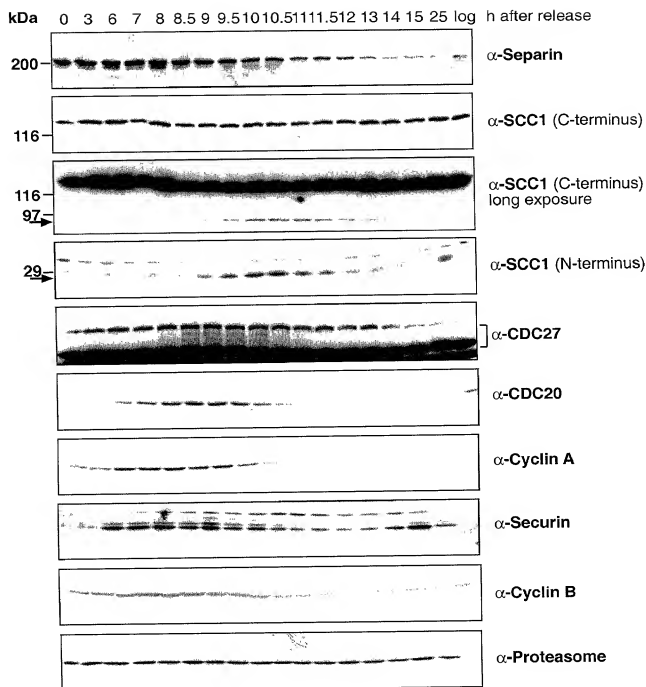 kDa 0 3 6 7 8 8.5 9 9.5 10 10.5 11 11.5 12 13 14 15 25 log h after release
200 α-Separin
116 α-SCC1 (C-terminus)
116 α-SCC1 (C-terminus)
97 long exposure
29 α-SCC1 (N-terminus)
α-CDC27
α-CDC20
α-Cyclin A
α-Securin
α-Cyclin B
α-Proteasome